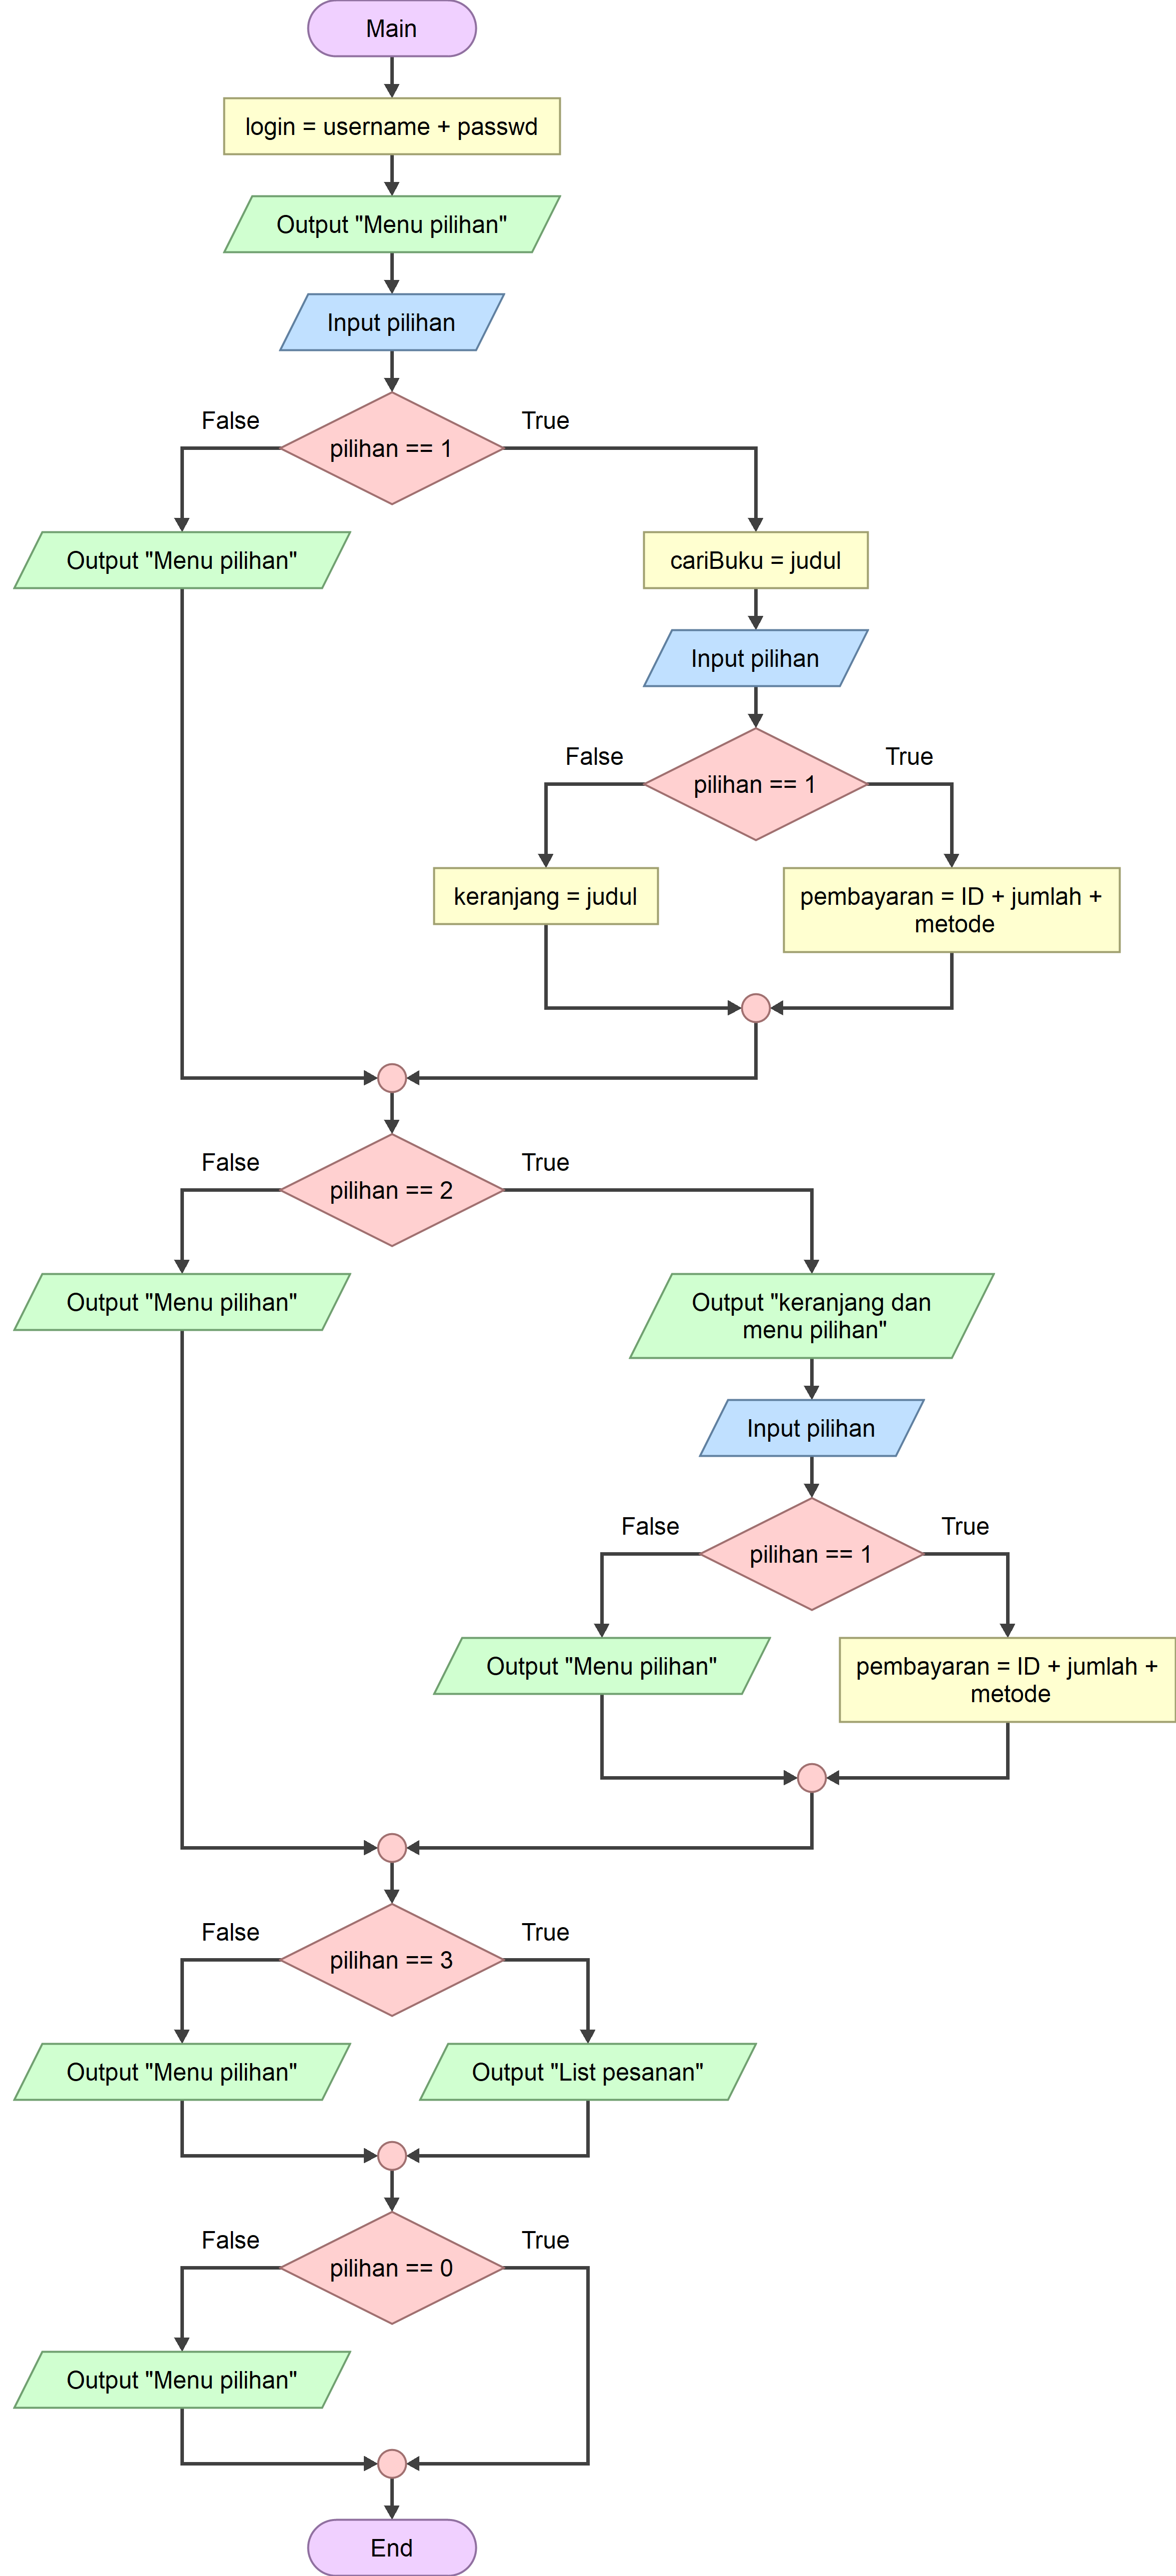 Main
login = username + passwd
Output "Menu pilihan"
Input pilihan
False
True
pilihan == 1
Output "Menu pilihan"
cariBuku = judul
Input pilihan
False
True
pilihan == 1
keranjang = judul
pembayaran = ID + jumlah +
metode
False
True
pilihan == 2
Output "Menu pilihan"
Output "keranjang dan
menu pilihan"
Input pilihan
False
True
pilihan == 1
Output "Menu pilihan"
pembayaran = ID + jumlah +
metode
False
True
pilihan == 3
Output "Menu pilihan"
Output "List pesanan"
False
True
pilihan == 0
Output "Menu pilihan"
End